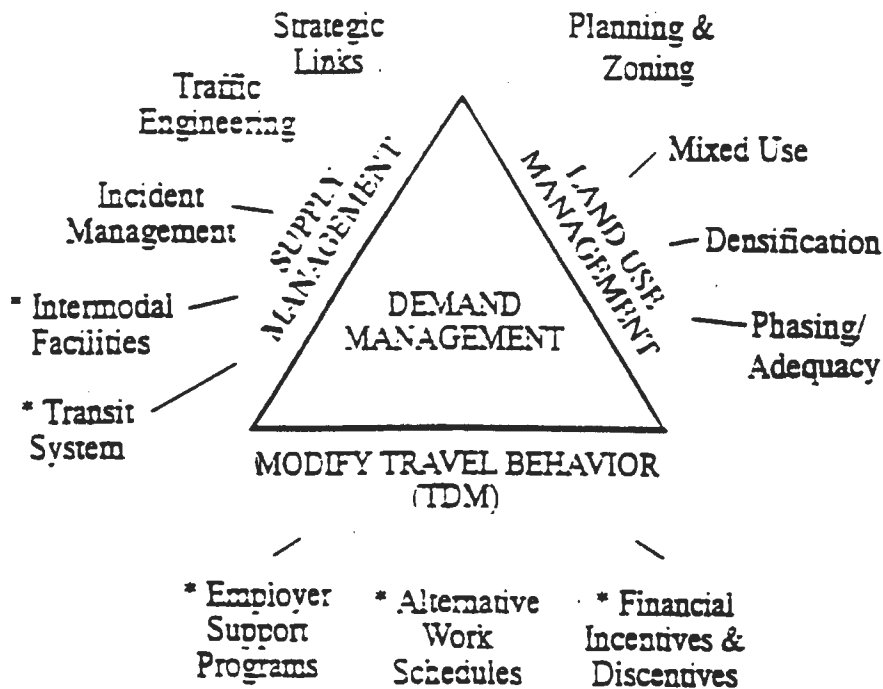 Strategic
Links
Planning &
Zoning
Traffic
Engineering
SUPPLY
MANAGEMENT
LAND USE
MANAGEMENT
Mixed Use
Incident
Management
Densification
* Intermodal
Facilities
DEMAND
MANAGEMENT
Phasing/
Adequacy
* Transit
System
MODIFY TRAVEL BEHAVIOR
(TDM)
* Employer
Support
Programs
* Alternative
Work
Schedules
* Financial
Incentives &
Discentives